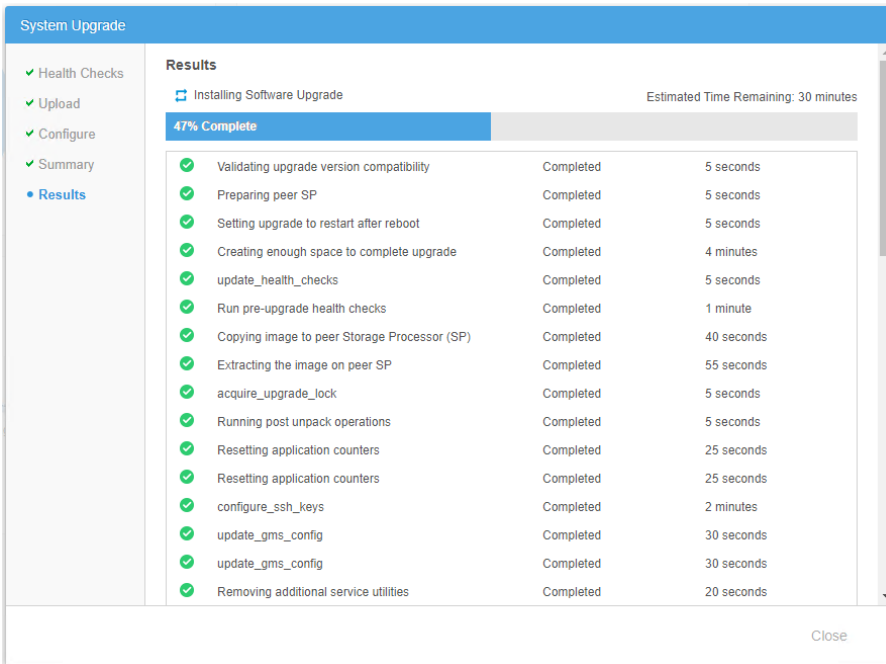 System Upgrade
Health Checks
Upload
Configure
Summary
Results
Results
Installing Software Upgrade
Estimated Time Remaining: 30 minutes
47% Complete
Validating upgrade version compatibility Completed 5 seconds
Preparing peer SP Completed 5 seconds
Setting upgrade to restart after reboot Completed 5 seconds
Creating enough space to complete upgrade Completed 4 minutes
update_health_checks Completed 5 seconds
Run pre-upgrade health checks Completed 1 minute
Copying image to peer Storage Processor (SP) Completed 40 seconds
Extracting the image on peer SP Completed 55 seconds
acquire_upgrade_lock Completed 5 seconds
Running post unpack operations Completed 5 seconds
Resetting application counters Completed 25 seconds
Resetting application counters Completed 25 seconds
configure_ssh_keys Completed 2 minutes
update_gms_config Completed 30 seconds
update_gms_config Completed 30 seconds
Removing additional service utilities Completed 20 seconds
Close